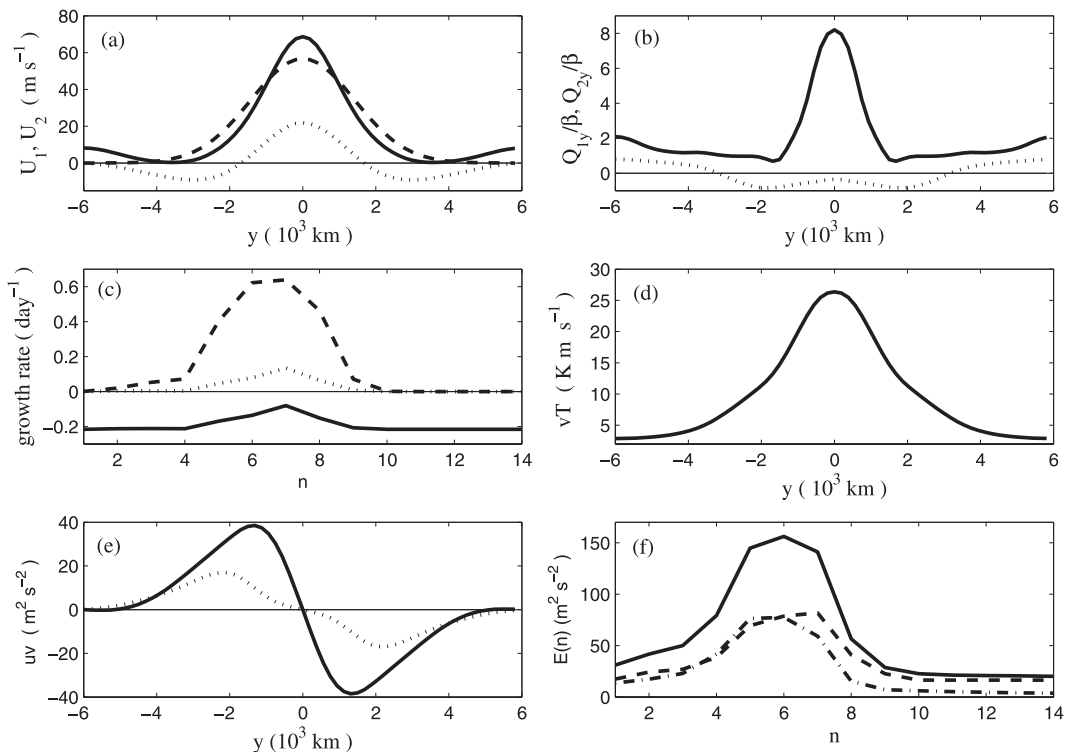 (a)
U₁, U₂ ( m s⁻¹ )
80
60
40
20
0
−20
−6 −4 −2 0 2 4 6
y ( 10³ km )
(b)
Q₁y/β, Q₂y/β
8
6
4
2
0
−6 −4 −2 0 2 4 6
y ( 10³ km )
(c)
growth rate ( day⁻¹ )
0.6
0.4
0.2
0
−0.2
2 4 6 8 10 12 14
n
(d)
vT ( K m s⁻¹ )
30
25
20
15
10
5
−6 −4 −2 0 2 4 6
y ( 10³ km )
(e)
uv ( m² s⁻² )
40
20
0
−20
−40
−6 −4 −2 0 2 4 6
y ( 10³ km )
(f)
E(n) (m² s⁻²)
150
100
50
0
2 4 6 8 10 12 14
n